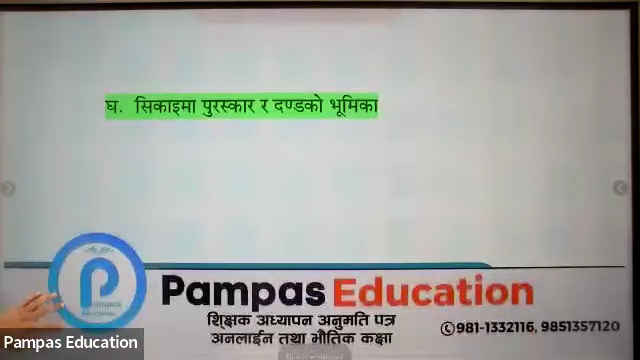 घ. सिकाइमा पुरस्कार र दण्डको भूमिका
Pampas Education
शिक्षक अध्यापन अनुमति पत्र
अनलाईन तथा भौतिक कक्षा
981-1332116, 9851357120
Pampas Education